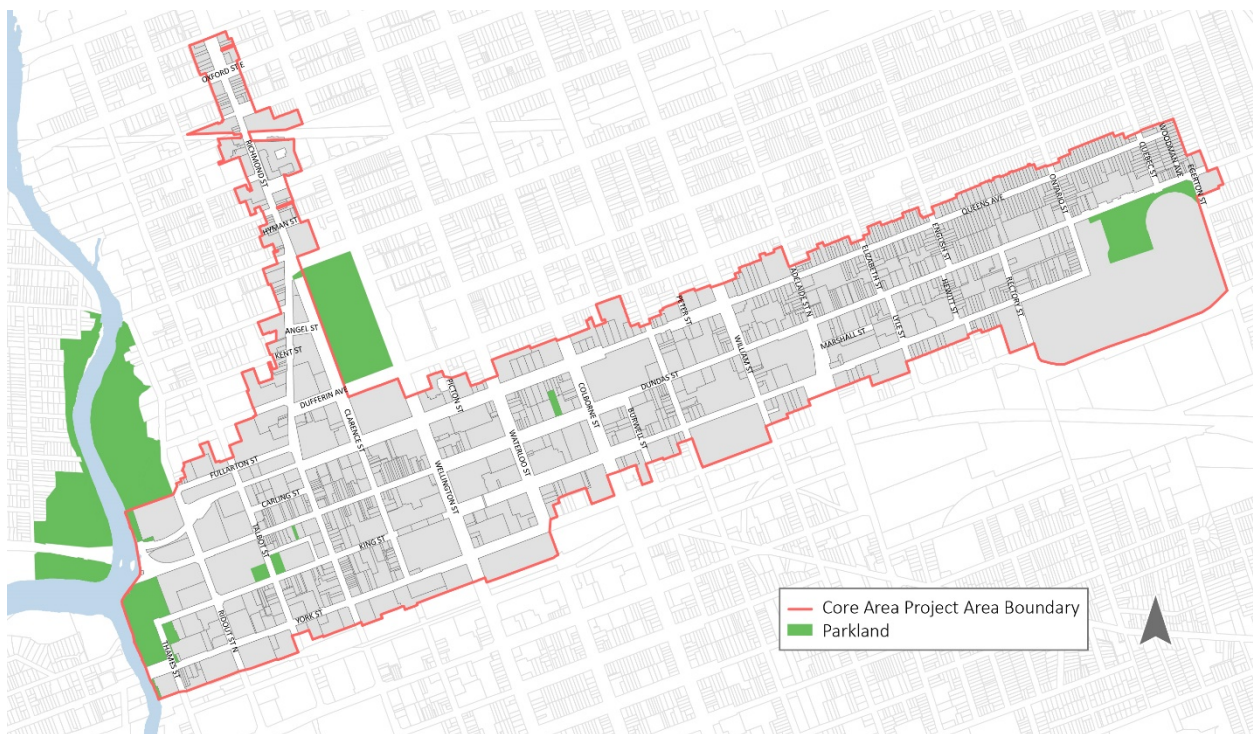 OXFORD ST E
RICHMOND ST
HYMAN ST
ANGEL ST
KENT ST
DUFFERIN AVE
CLARENCE ST
PICTON ST
FULLARTON ST
CARLING ST
TALBOT ST
KING ST
WELLINGTON ST
WATERLOO ST
COLBORNE ST
BURWELL ST
DUNDAS ST
PETER ST
WILLIAM ST
ADELAIDE ST N
MARSHALL ST
ELIZABETH ST
LYLE ST
ENGLISH ST
HEWITT ST
QUEENS AVE
RECTORY ST
ONTARIO ST
QUEBEC ST
WOODMAN AVE
EGERTON ST
THAMES ST
RIDOUT ST N
YORK ST
Core Area Project Area Boundary
Parkland